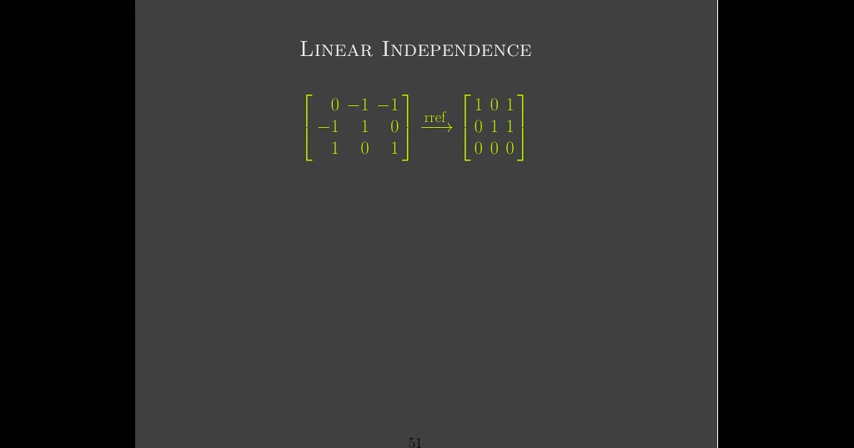 LINEAR INDEPENDENCE
[ 0 −1 −1 ] rref [ 1 0 1 ]
[ −1 1 0 ] ⟶ [ 0 1 1 ]
[ 1 0 1 ] [ 0 0 0 ]
51